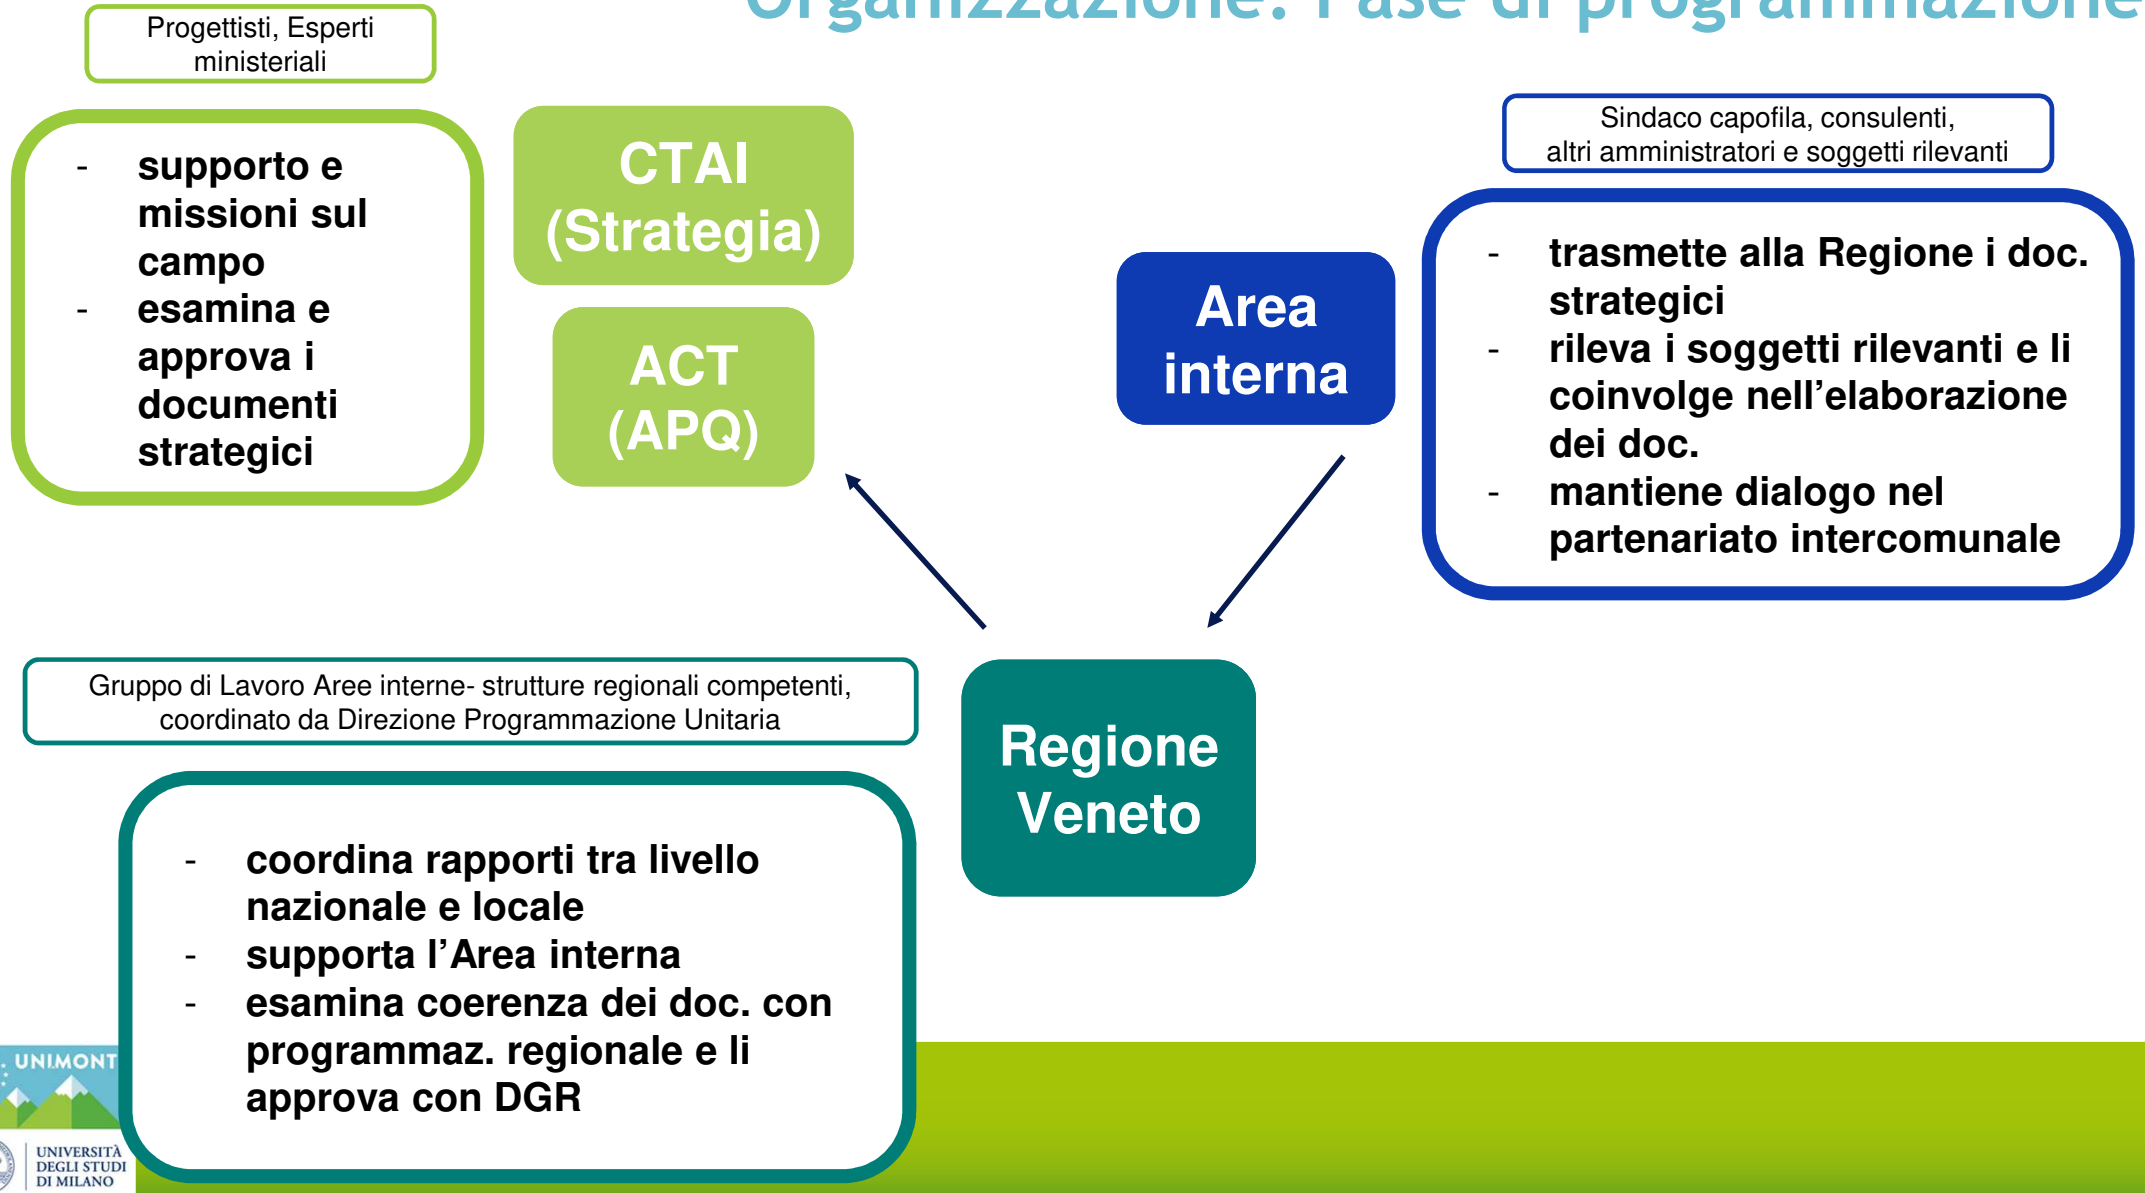 Organizzazione: Fase di programmazione
Progettisti, Esperti
ministeriali
- supporto e
missioni sul
campo
- esamina e
approva i
documenti
strategici
CTAI
(Strategia)
ACT
(APQ)
Area
interna
Sindaco capofila, consulenti,
altri amministratori e soggetti rilevanti
- trasmette alla Regione i doc.
strategici
- rileva i soggetti rilevanti e li
coinvolge nell’elaborazione
dei doc.
- mantiene dialogo nel
partenariato intercomunale
Gruppo di Lavoro Aree interne- strutture regionali competenti,
coordinato da Direzione Programmazione Unitaria
Regione
Veneto
- coordina rapporti tra livello
nazionale e locale
- supporta l’Area interna
- esamina coerenza dei doc. con
programmaz. regionale e li
approva con DGR
UNIMONT
UNIVERSITÀ
DEGLI STUDI
DI MILANO